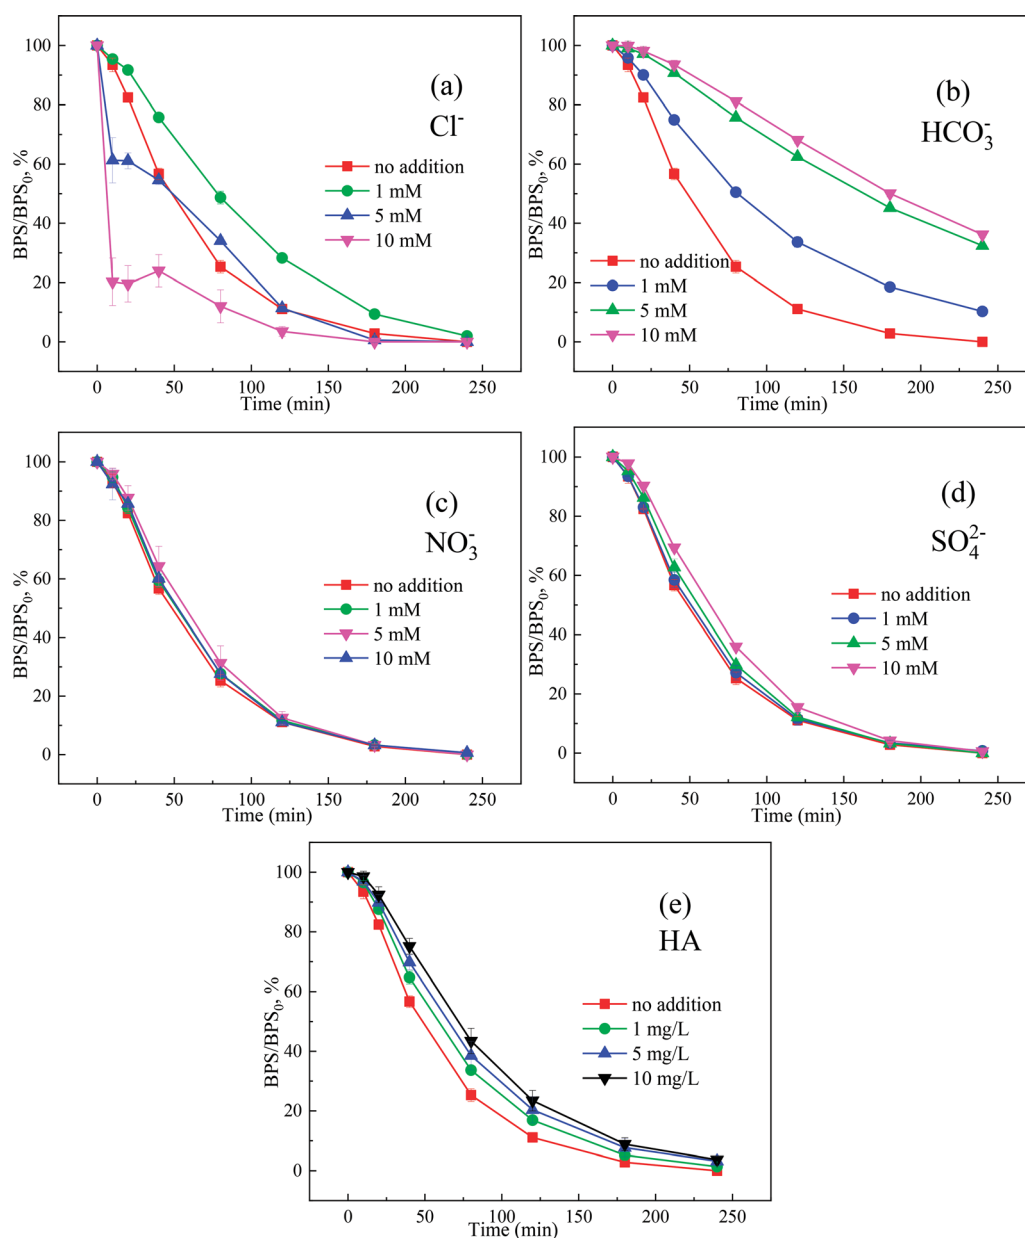 (a)
Cl⁻
no addition
1 mM
5 mM
10 mM
BPS/BPS₀, %
100
80
60
40
20
0
0 50 100 150 200 250
Time (min)
(b)
HCO₃⁻
no addition
1 mM
5 mM
10 mM
BPS/BPS₀, %
100
80
60
40
20
0
0 50 100 150 200 250
Time (min)
(c)
NO₃⁻
no addition
1 mM
5 mM
10 mM
BPS/BPS₀, %
100
80
60
40
20
0
0 50 100 150 200 250
Time (min)
(d)
SO₄²⁻
no addition
1 mM
5 mM
10 mM
BPS/BPS₀, %
100
80
60
40
20
0
0 50 100 150 200 250
Time (min)
(e)
HA
no addition
1 mg/L
5 mg/L
10 mg/L
BPS/BPS₀, %
100
80
60
40
20
0
0 50 100 150 200 250
Time (min)